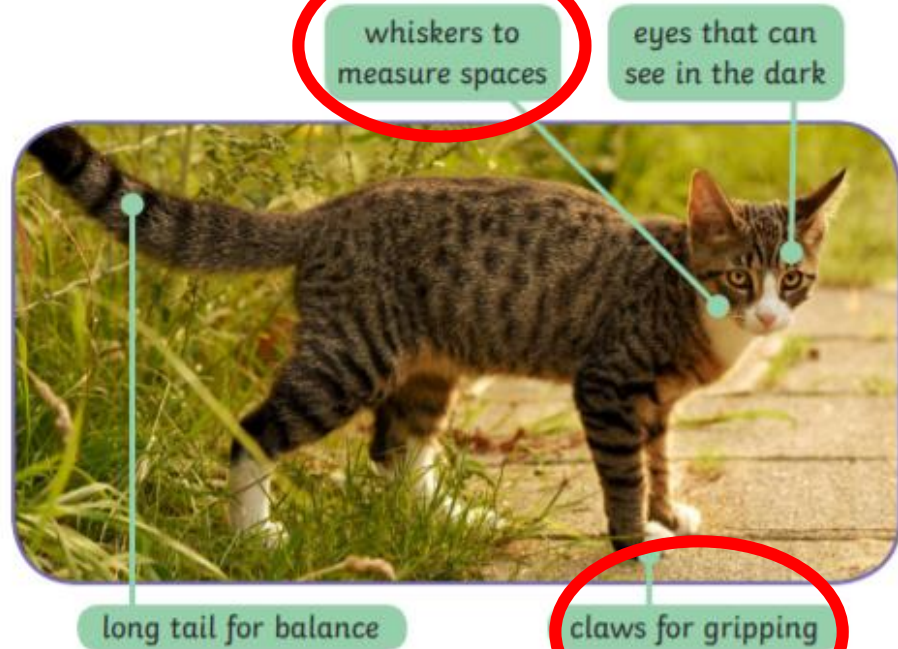 whiskers to
measure spaces
eyes that can
see in the dark
long tail for balance
claws for gripping